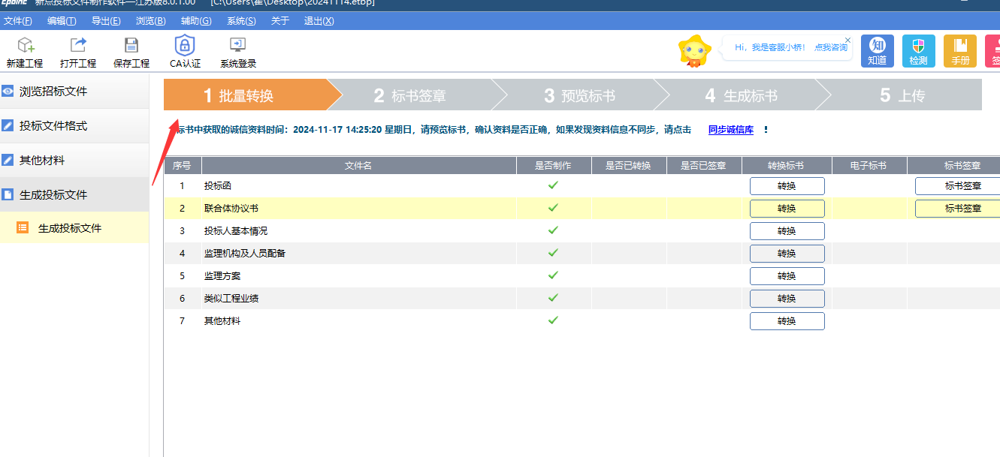 epoint 新点投标文件制作软件—江苏版8.0.1.00 [C:\Users\崔\Desktop\20241114.etbp]
文件(F) 编辑(T) 导出(E) 浏览(B) 辅助(G) 系统(S) 关于 退出(X)
新建工程 打开工程 保存工程 CA认证 系统登录
Hi，我是客服小桥！ 点我咨询
知
知道 检测 手册
浏览招标文件
投标文件格式
其他材料
生成投标文件
生成投标文件
1 批量转换 2 标书签章 3 预览标书 4 生成标书 5 上传
标书中获取的诚信资料时间：2024-11-17 14:25:20 星期日，请预览标书，确认资料是否正确，如果发现资料信息不同步，请点击 同步诚信库 ！
序号 文件名 是否制作 是否已转换 是否已签章 转换标书 电子标书 标书签章
1 投标函 转换 标书签章
2 联合体协议书 转换 标书签章
3 投标人基本情况 转换
4 监理机构及人员配备 转换
5 监理方案 转换
6 类似工程业绩 转换
7 其他材料 转换